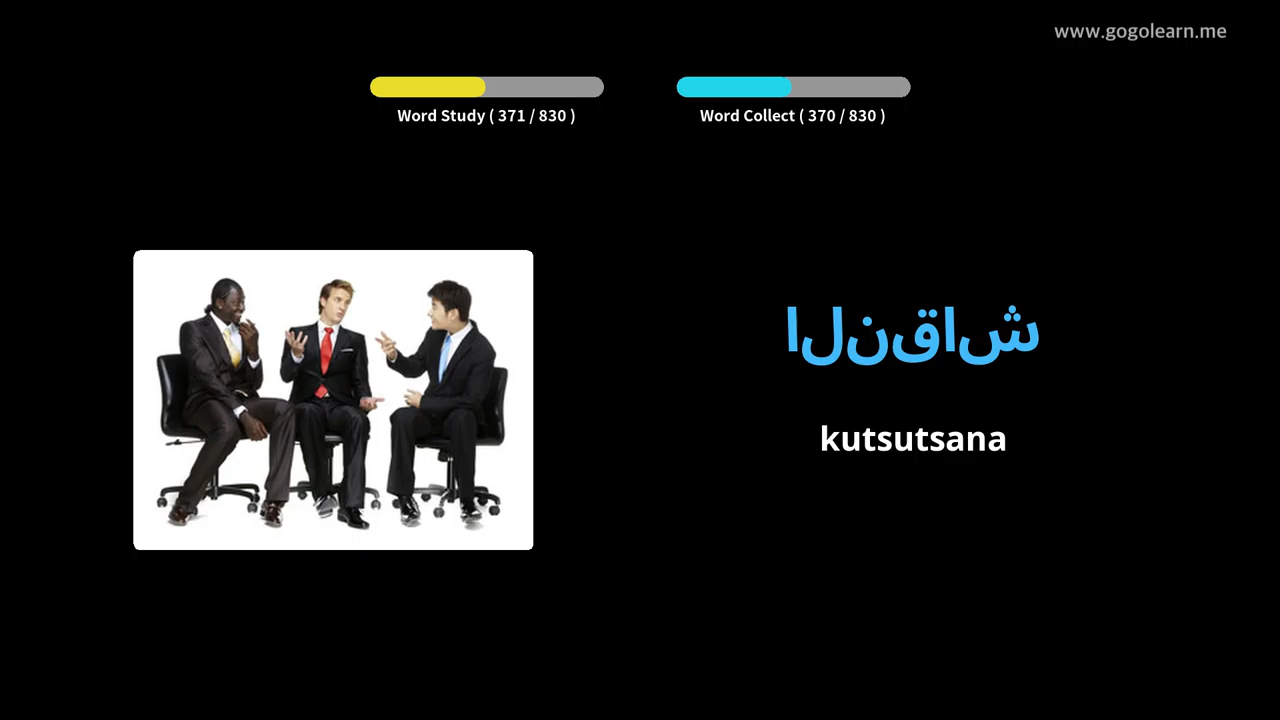 www.gogolearn.me
Word Study ( 371 / 830 )
Word Collect ( 370 / 830 )
النقاش
kutsutsana